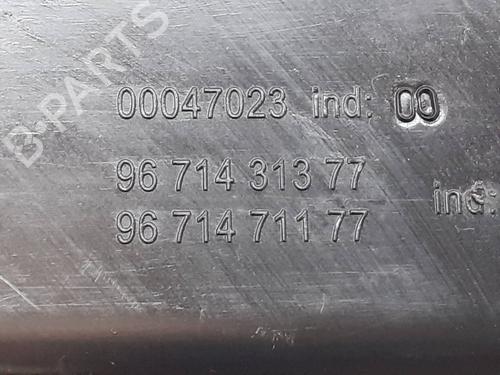 B-PARTS
00047023 ind: 00
96 714 313 77
96 714 711 77
ind: